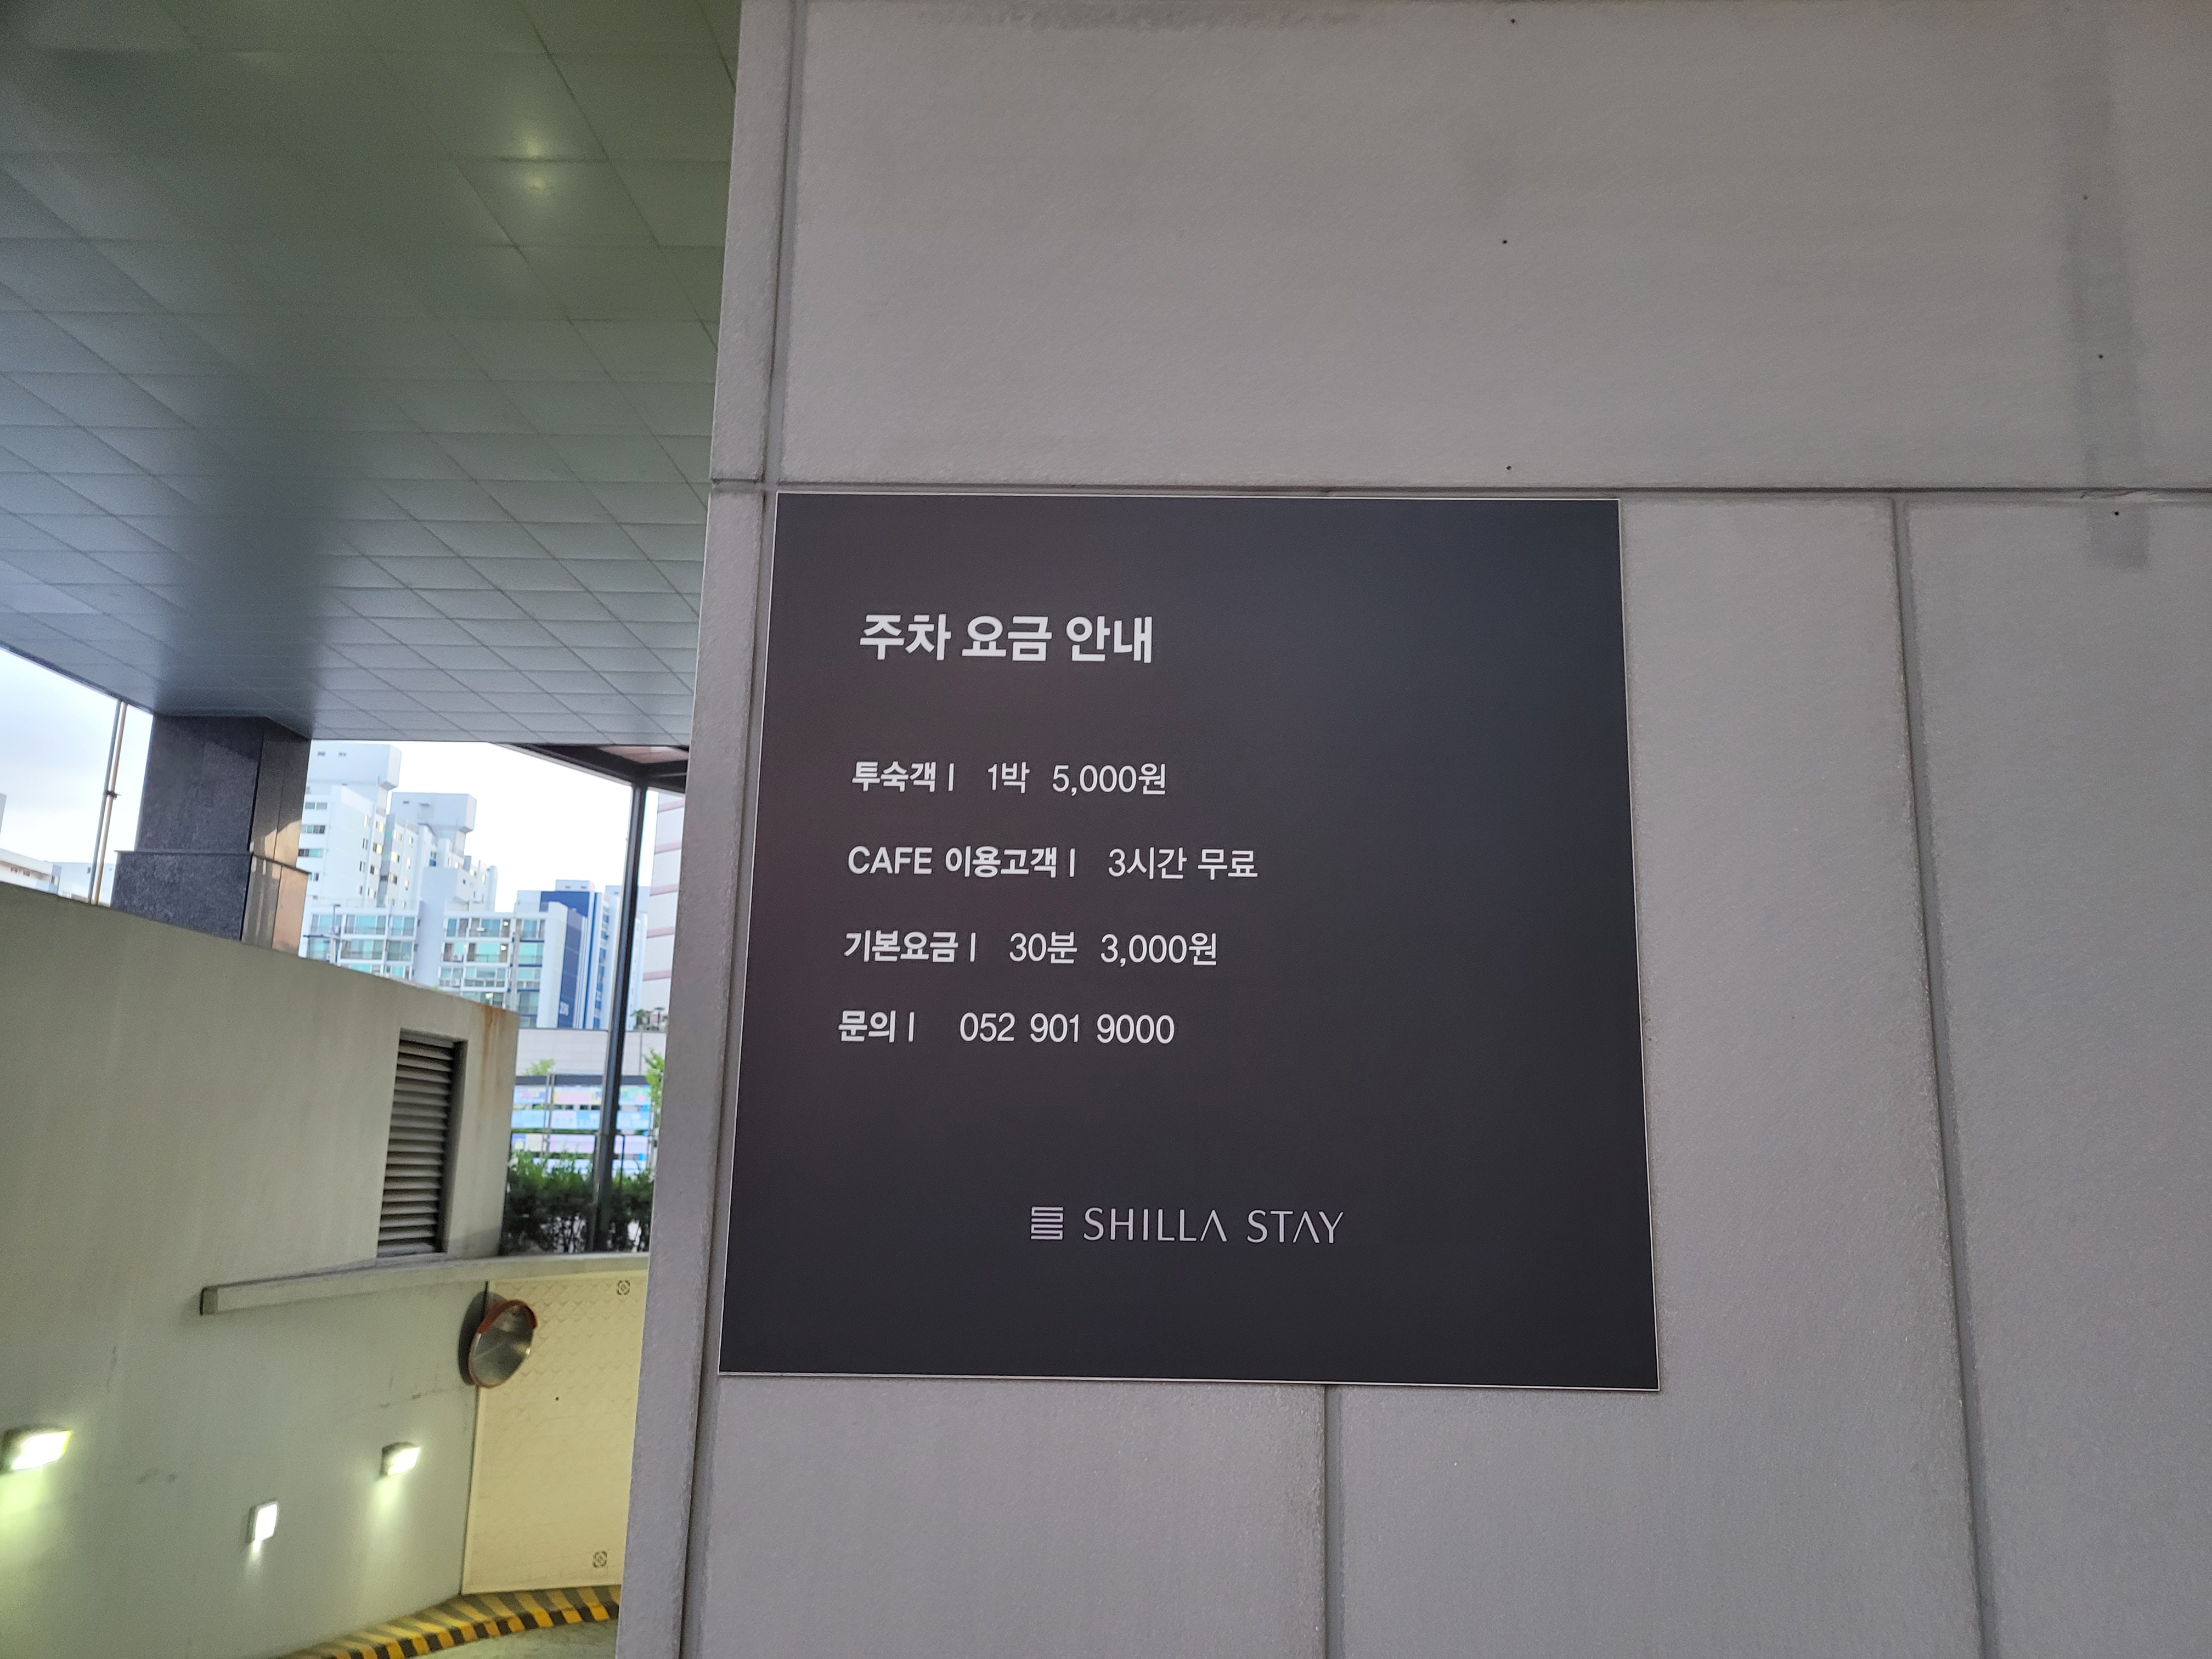 주차 요금 안내
투숙객 | 1박 5,000원
CAFE 이용고객 | 3시간 무료
기본요금 | 30분 3,000원
문의 | 052 901 9000
SHILLA STAY